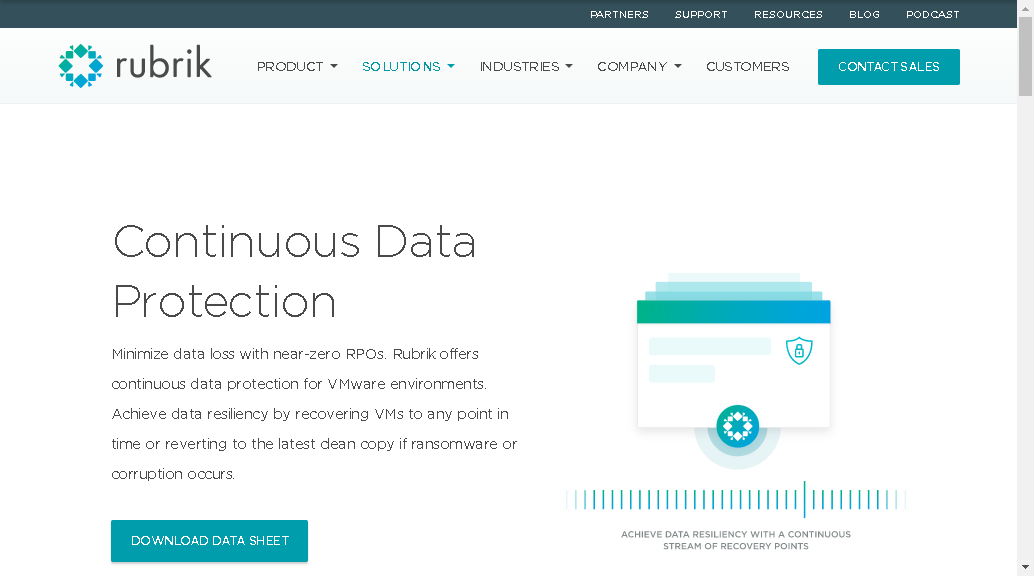 PARTNERS SUPPORT RESOURCES BLOG PODCAST
rubrik PRODUCT SOLUTIONS INDUSTRIES COMPANY CUSTOMERS CONTACT SALES
Continuous Data
Protection
Minimize data loss with near-zero RPOs. Rubrik offers
continuous data protection for VMware environments.
Achieve data resiliency by recovering VMs to any point in
time or reverting to the latest clean copy if ransomware or
corruption occurs.
DOWNLOAD DATA SHEET
ACHIEVE DATA RESILIENCY WITH A CONTINUOUS
STREAM OF RECOVERY POINTS